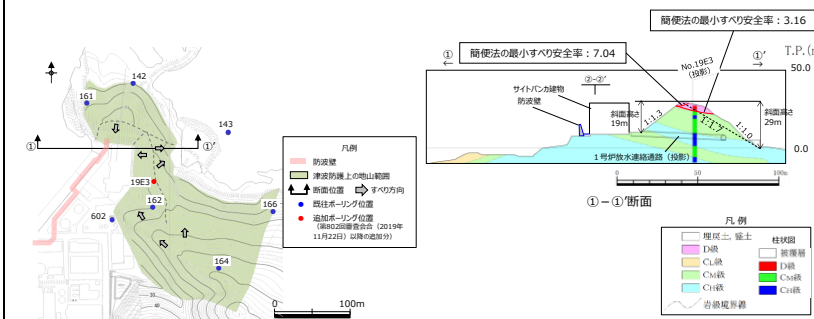 142
161
143
①
①′
19E3
162
166
602
164
30
40
0
100m
凡例
防波壁
津波防護上の地山範囲
断面位置
すべり方向
既往ボーリング位置
追加ボーリング位置
(第802回審査会合(2019年
11月22日)以降の追加分)
簡便法の最小すべり安全率:3.16
簡便法の最小すべり安全率:7.04
No.19E3
(投影)
①
①′
T.P.(m
50.0
0.0
サイトバンカ建物
②-②′
防波壁
斜面高さ
19m
1:1.3
1:1.7
1:1.0
斜面高さ
29m
1号炉放水連絡通路(投影)
0
50
100m
①-①′断面
凡 例
埋戻土,盛土
D級
CL級
CM級
CH級
岩級境界線
柱状図
被覆層
D級
CM級
CH級